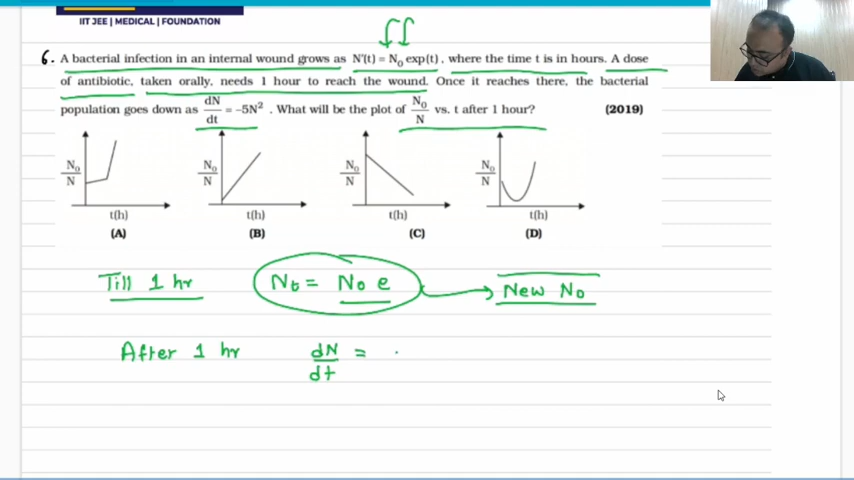 IIT JEE | MEDICAL | FOUNDATION
6. A bacterial infection in an internal wound grows as N'(t) = N₀ exp(t), where the time t is in hours. A dose
of antibiotic, taken orally, needs 1 hour to reach the wound. Once it reaches there, the bacterial
population goes down as dN/dt = –5N². What will be the plot of N₀/N vs. t after 1 hour? (2019)
N₀/N N₀/N N₀/N N₀/N
t(h) t(h) t(h) t(h)
(A) (B) (C) (D)
Till 1 hr Nt = N₀ e New N₀
After 1 hr dN/dt =